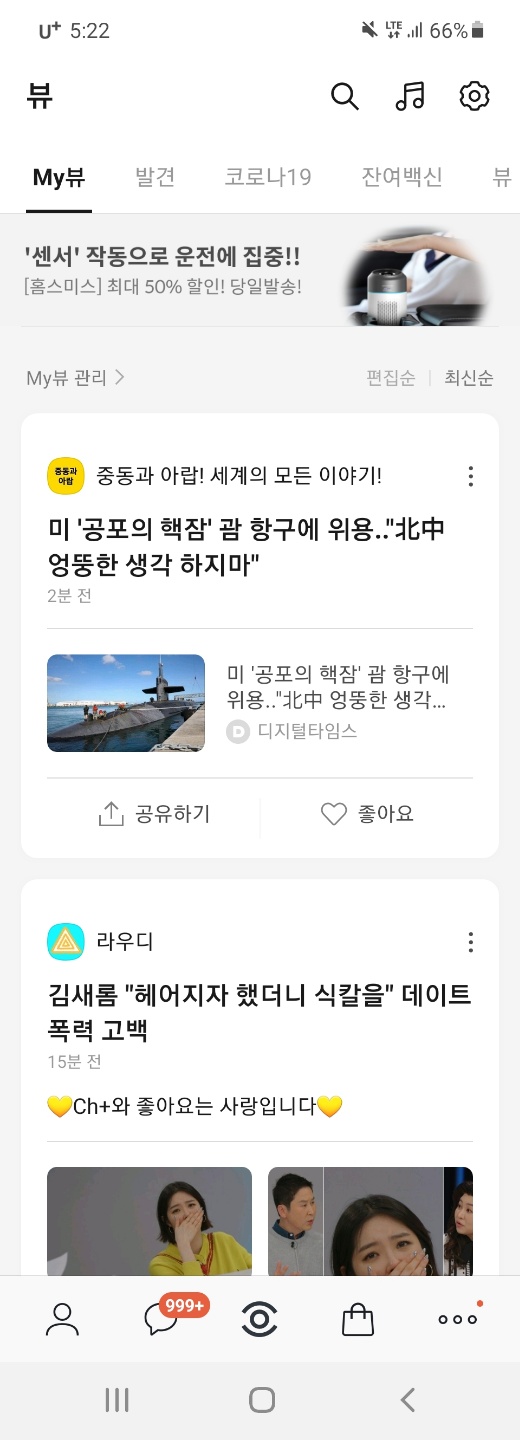 U+ 5:22 LTE 66%
뷰
My뷰 발견 코로나19 잔여백신 뷰
'센서' 작동으로 운전에 집중!!
[홈스미스] 최대 50% 할인! 당일발송!
My뷰 관리 편집순 | 최신순
중동과
아랍
중동과 아랍! 세계의 모든 이야기!
미 '공포의 핵잠' 괌 항구에 위용.."북中
엉뚱한 생각 하지마"
2분 전
미 '공포의 핵잠' 괌 항구에
위용.."北中 엉뚱한 생각...
D 디지털타임스
공유하기 좋아요
라우디
김새롬 "헤어지자 했더니 식칼을" 데이트
폭력 고백
15분 전
💛Ch+와 좋아요는 사랑입니다💛
999+